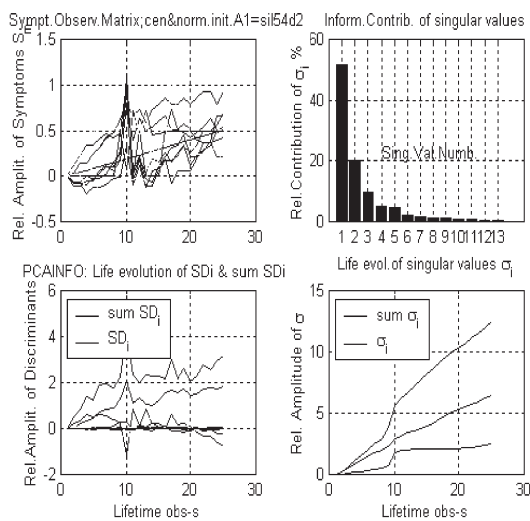 Sympt.Observ.Matrix;cen&norm.init.A1=sil54d2
Rel. Amplit. of Symptoms S
1.5
1
0.5
0
-0.5
0
10
20
30
Inform.Contrib. of singular values
Rel.Contribution of σi %
60
40
20
0
Sing.Val.Numb.
1 2 3 4 5 6 7 8 9 10 11 12 13
PCAINFO: Life evolution of SDi & sum SDi
Rel.Amplit. of Discriminants
6
4
2
0
-2
sum SDi
SDi
0
10
20
30
Lifetime obs-s
Life evol.of singular values σi
Rel. Amplitude of σ
15
10
5
0
sum σi
σi
0
10
20
30
Lifetime obs-s